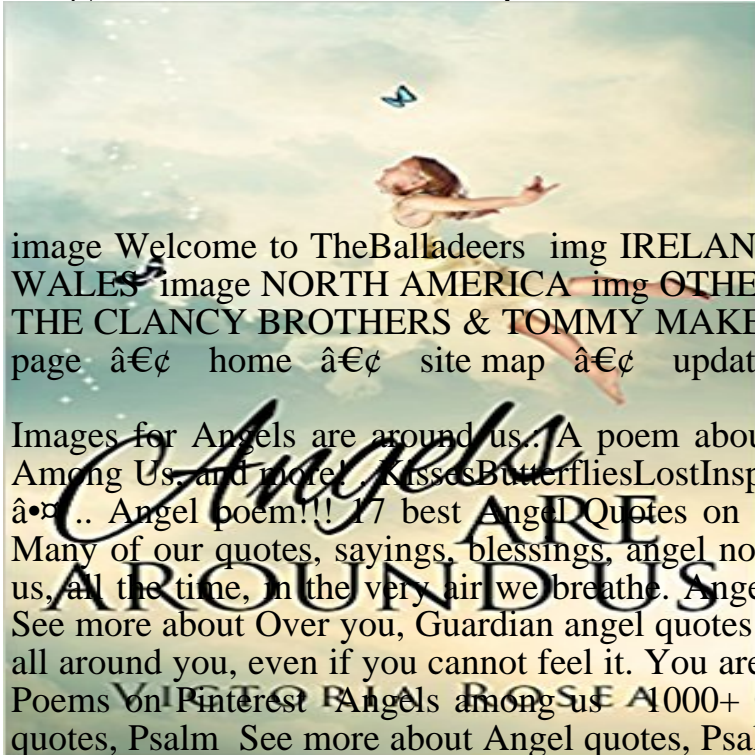 image Welcome to TheBalladeers img IRELAN
WALES image NORTH AMERICA img OTHE
THE CLANCY BROTHERS & TOMMY MAKE
page • home • site map • updat
Images for Angels are around us.: A poem abou
Among Us, and more! . KissesButterfliesLostInsp
╤ .. Angel poem!!! 17 best Angel Quotes on
Many of our quotes, sayings, blessings, angel no
us, all the time, in the very air we breathe. Ange
See more about Over you, Guardian angel quotes
all around you, even if you cannot feel it. You are
Poems on Pinterest Angels among us 1000+
quotes, Psalm See more about Angel quotes, Psal
Angels
ARE
AROUND US
VICTORIA ROSEA